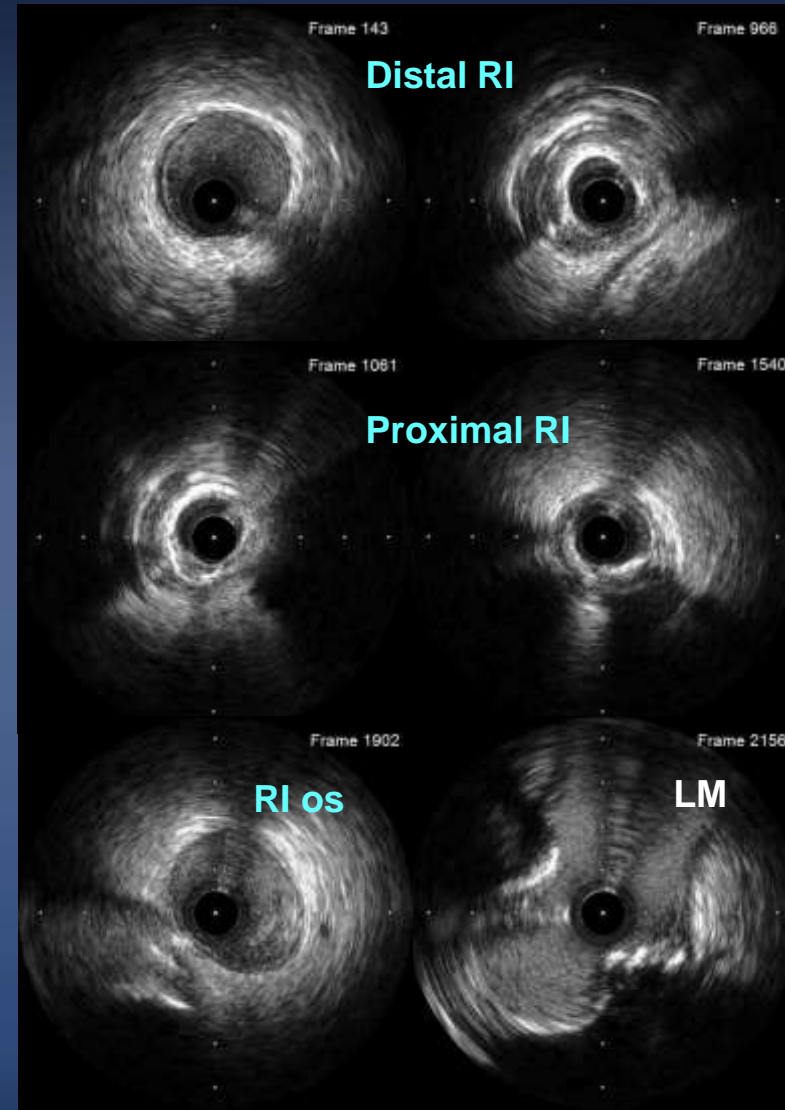 Frame 143
Frame 966
Distal RI
Frame 1061
Frame 1540
Proximal RI
Frame 1902
Frame 2156
RI os
LM